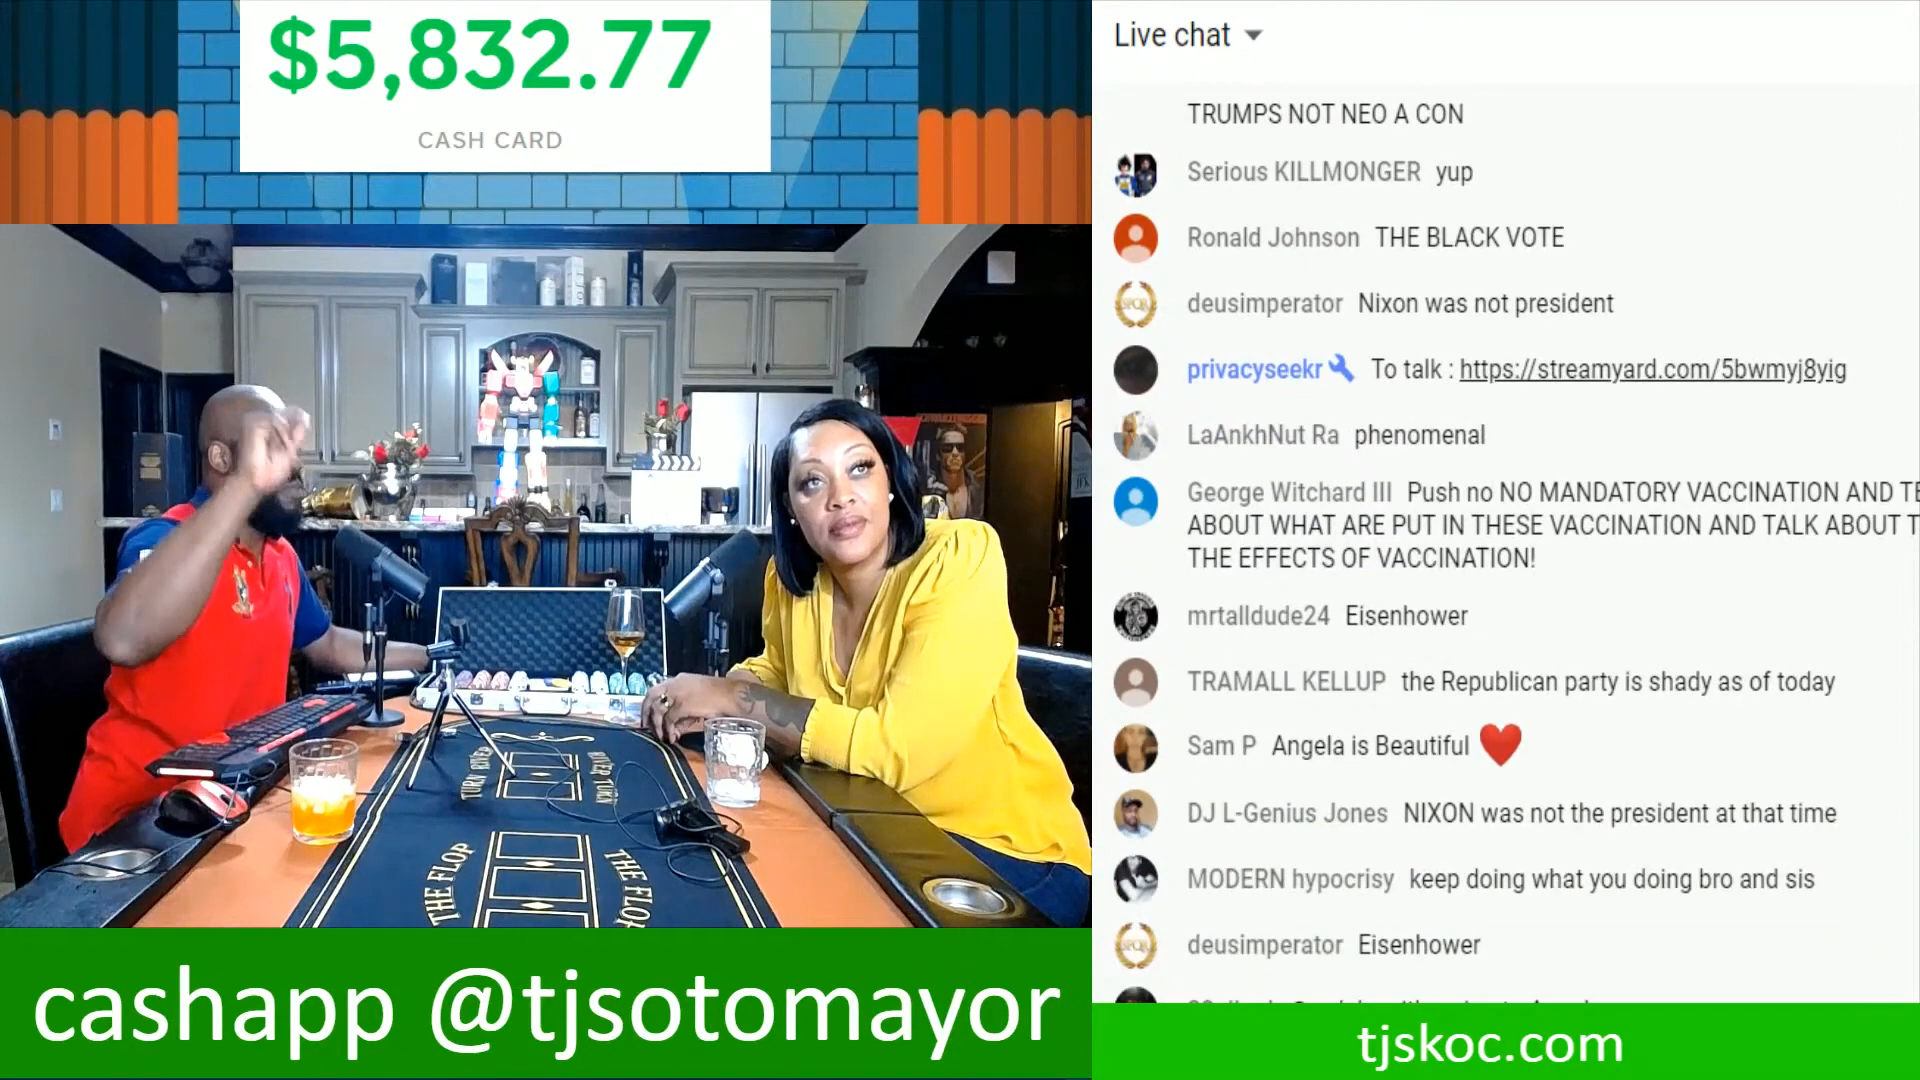 $5,832.77
CASH CARD
TURN RIVER
RIVER TURN
THE FLOP
THE FLOP
cashapp @tjsotomayor
Live chat
TRUMPS NOT NEO A CON
Serious KILLMONGER yup
Ronald Johnson THE BLACK VOTE
deusimperator Nixon was not president
privacyseekr To talk : https://streamyard.com/5bwmyj8yig
LaAnkhNut Ra phenomenal
George Witchard III Push no NO MANDATORY VACCINATION AND
ABOUT WHAT ARE PUT IN THESE VACCINATION AND TALK ABOUT
THE EFFECTS OF VACCINATION!
mrtalldude24 Eisenhower
TRAMALL KELLUP the Republican party is shady as of today
Sam P Angela is Beautiful
DJ L-Genius Jones NIXON was not the president at that time
MODERN hypocrisy keep doing what you doing bro and sis
deusimperator Eisenhower
tjskoc.com